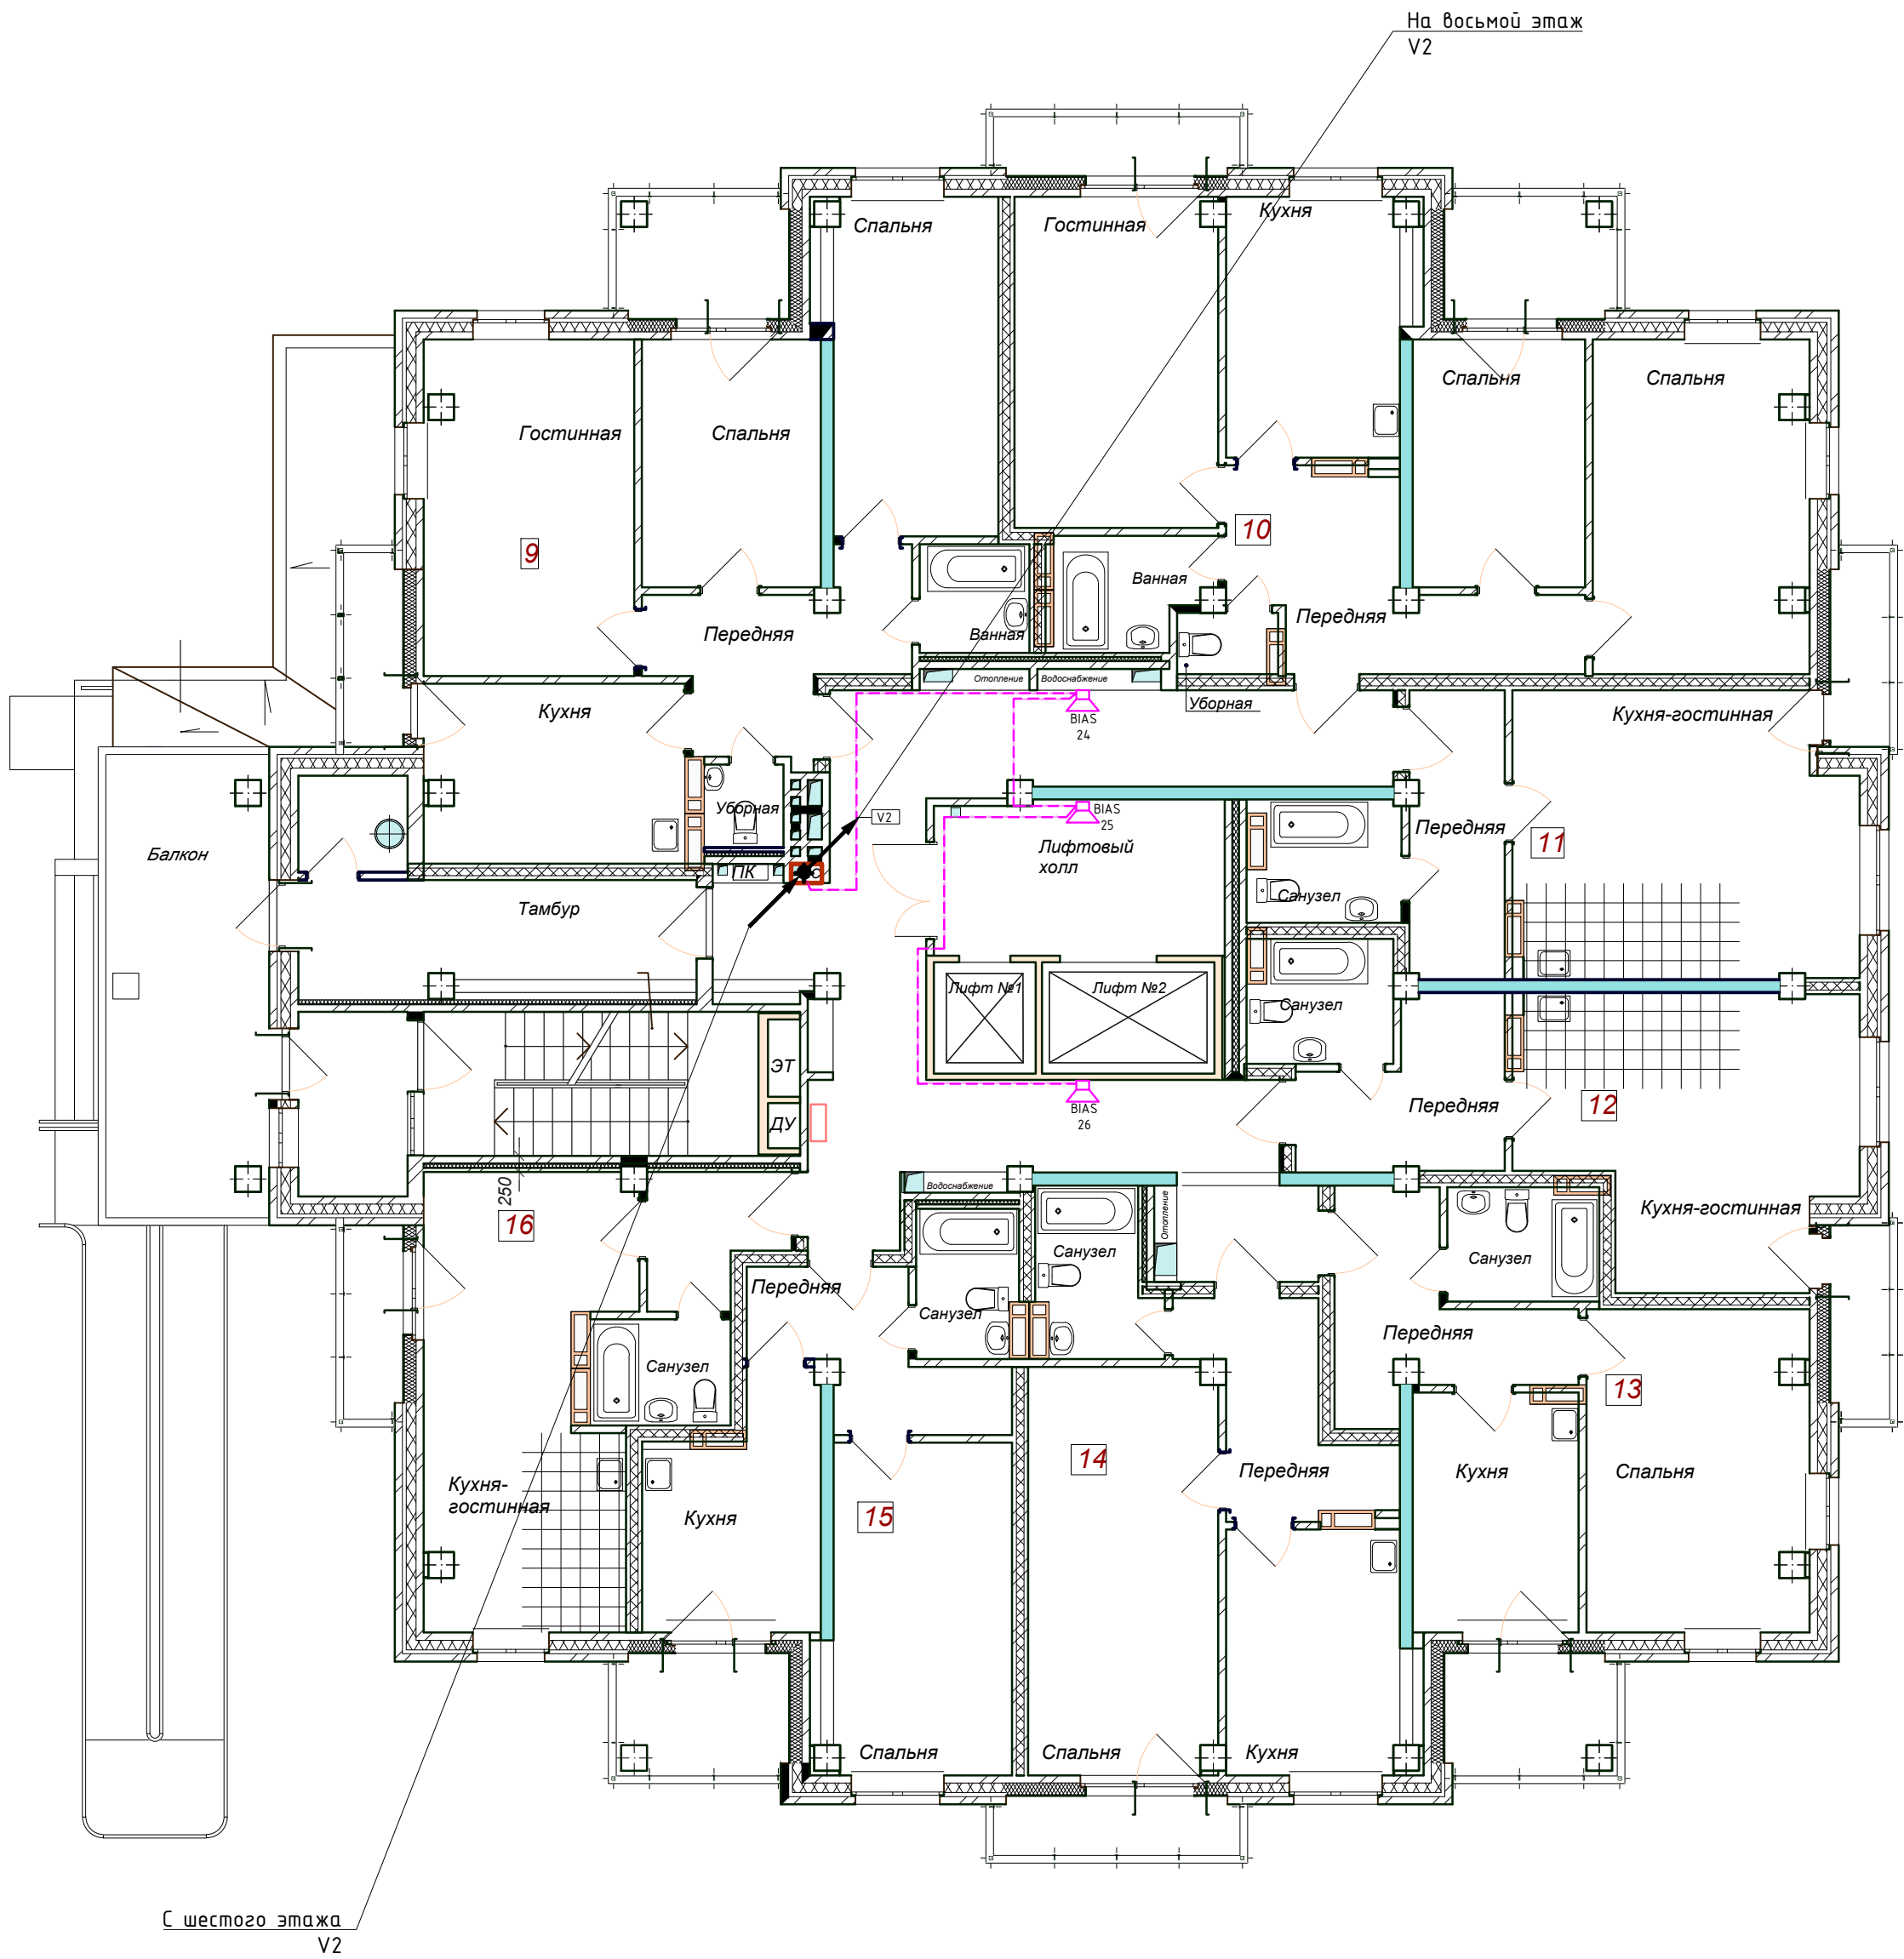 На восьмой этаж
V2
Спальня
Гостинная
Кухня
Спальня
Спальня
Гостинная
Спальня
9
10
Ванная
Ванная
Передняя
Передняя
Отопление
Водоснабжение
Уборная
Кухня
Кухня-гостинная
BIAS
24
Уборная
V2
BIAS
25
Передняя
11
Лифтовый
холл
Балкон
ПК
Санузел
Тамбур
Лифт №1
Лифт №2
Санузел
ЭТ
ДУ
BIAS
26
Передняя
12
250
16
Водоснабжение
Отопление
Кухня-гостинная
Санузел
Санузел
Передняя
Санузел
Передняя
Санузел
13
14
Передняя
Кухня
Спальня
Кухня-
гостинная
Кухня
15
Спальня
Спальня
Кухня
С шестого этажа
V2